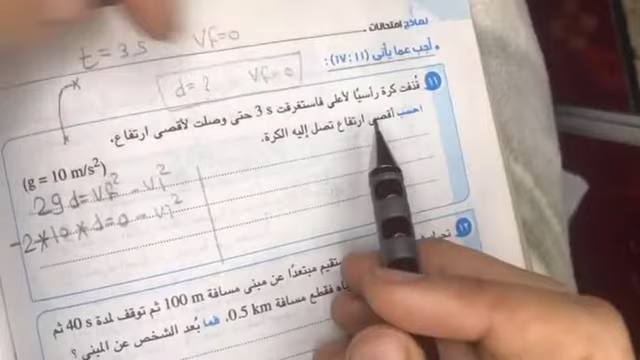 نماذج امتحانات
t = 3 s   Vf = 0
• أجب عما يأتى (١١ : ١٧) :
d = ?   Vf = 0
١١ قُذفت كرة رأسيًا لأعلى فاستغرقت 3 s حتى وصلت لأقصى ارتفاع،
احسب أقصى ارتفاع تصل إليه الكرة.
(g = 10 m/s²)
2gd = Vf² - Vi²
-2*10*d = 0 - Vi²
١٢
مستقيم مبتعدًا عن مبنى مسافة 100 m ثم توقف لمدة 40 s ثم
فقطع مسافة 0.5 km، فما بُعد الشخص عن المبنى ؟